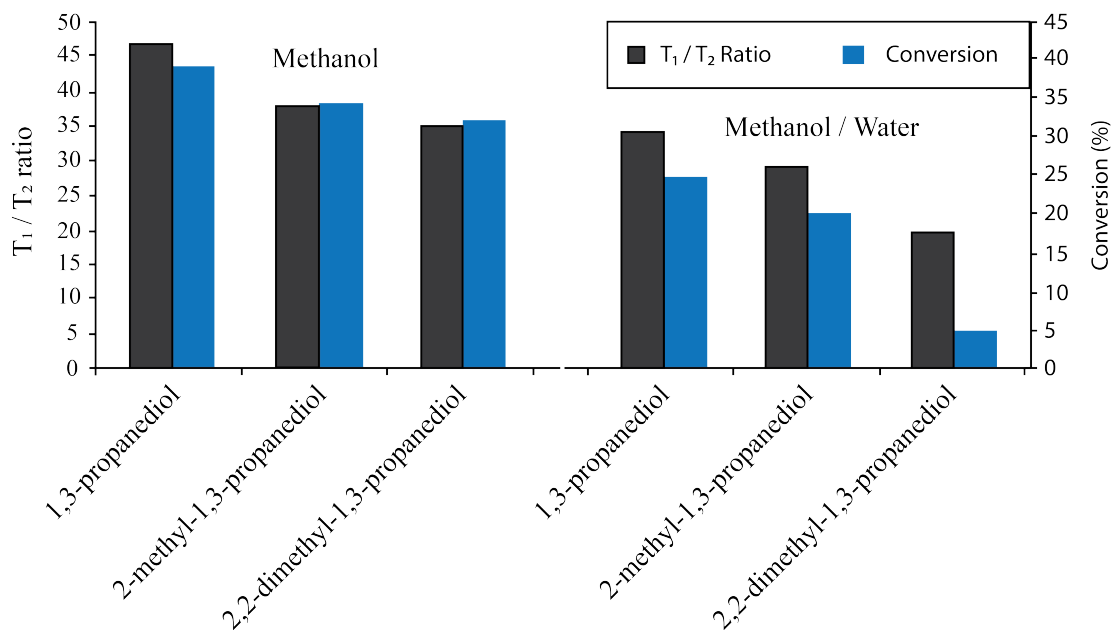 50
45
40
35
30
25
20
15
10
5
0
T₁ / T₂ ratio
Methanol
T₁ / T₂ Ratio
Conversion
Methanol / Water
45
40
35
30
25
20
15
10
5
0
Conversion (%)
1,3-propanediol
2-methyl-1,3-propanediol
2,2-dimethyl-1,3-propanediol
1,3-propanediol
2-methyl-1,3-propanediol
2,2-dimethyl-1,3-propanediol